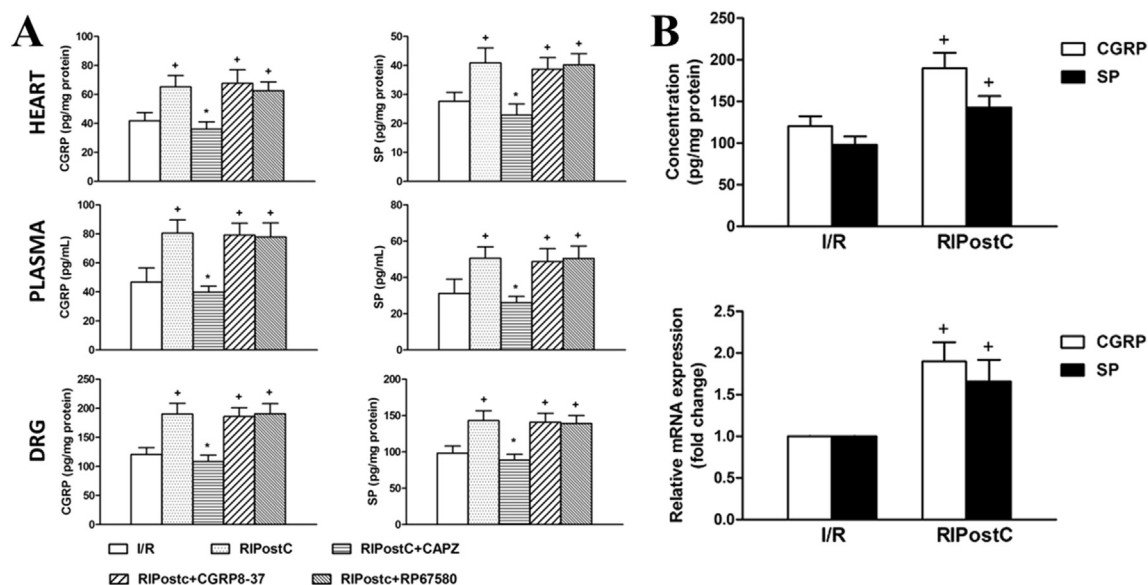 A
HEART
CGRP (pg/mg protein)
100
80
60
40
20
0
+
+
*
+
+
SP (pg/mg protein)
50
40
30
20
10
0
+
*
+
+
PLASMA
CGRP (pg/mL)
100
80
60
40
20
0
+
*
+
+
SP (pg/mL)
80
60
40
20
0
+
*
+
+
DRG
CGRP (pg/mg protein)
250
200
150
100
50
0
+
*
+
+
SP (pg/mg protein)
200
150
100
50
0
+
*
+
+
I/R
RIPostC
RIPostC+CAPZ
RIPostc+CGRP8-37
RIPostc+RP67580
B
Concentration
(pg/mg protein)
250
200
150
100
50
0
+
+
I/R
RIPostC
CGRP
SP
Relative mRNA expression
(fold change)
2.5
2.0
1.5
1.0
0.5
0.0
+
+
I/R
RIPostC
CGRP
SP